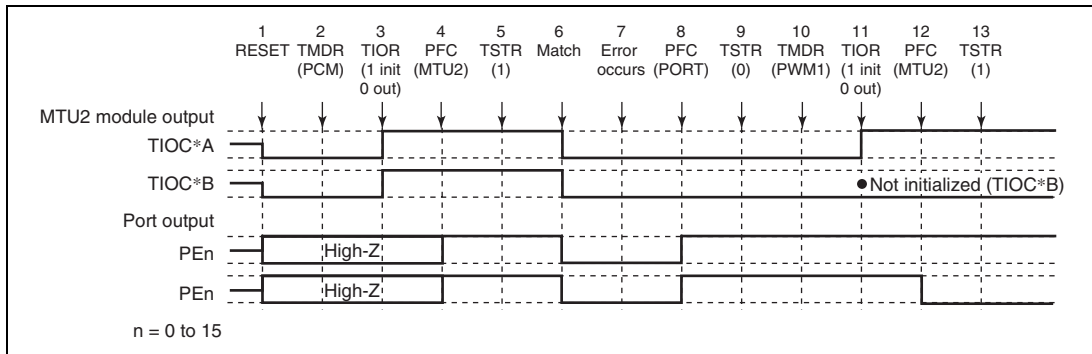 1 2 3 4 5 6 7 8 9 10 11 12 13
RESET TMDR TIOR PFC TSTR Match Error PFC TSTR TMDR TIOR PFC TSTR
(PCM) (1 init (MTU2) (1) occurs (PORT) (0) (PWM1) (1 init (MTU2) (1)
0 out) 0 out)
MTU2 module output
TIOC*A
TIOC*B
● Not initialized (TIOC*B)
Port output
PEn High-Z
PEn High-Z
n = 0 to 15